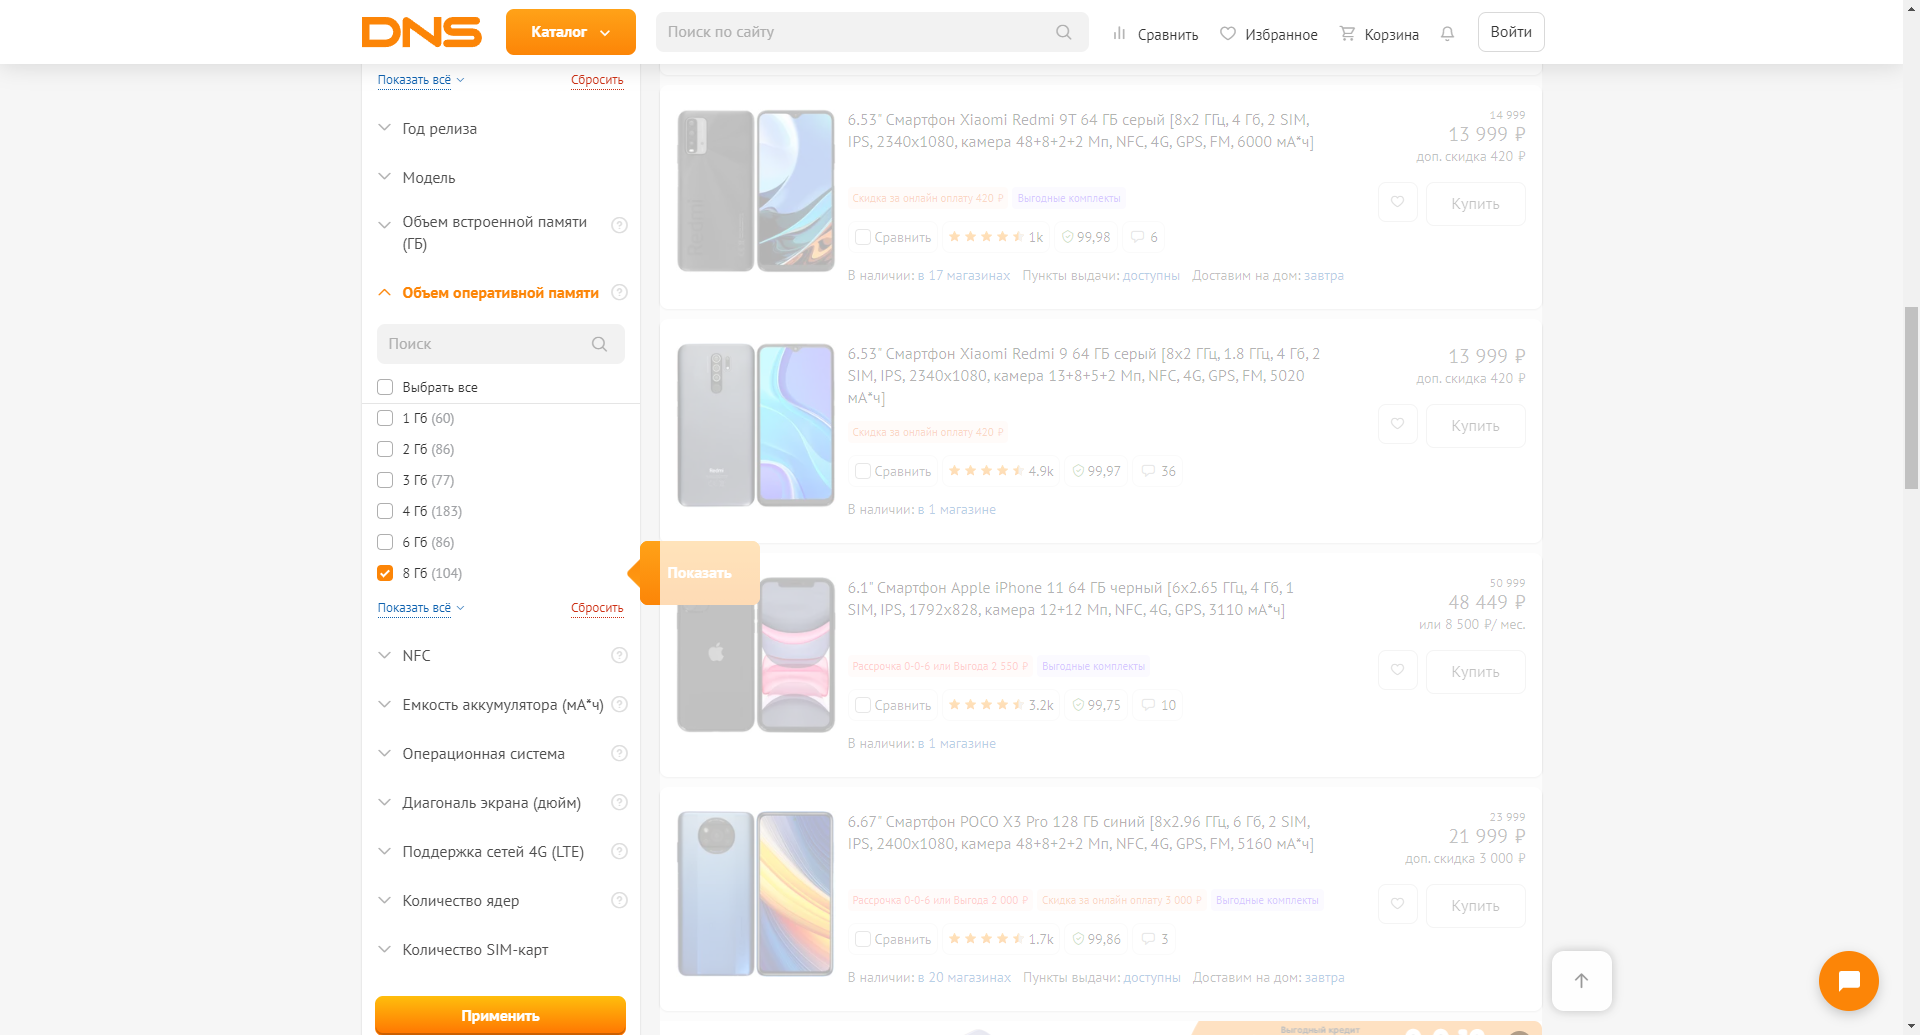 DNS
Каталог
Поиск по сайту
Сравнить
Избранное
Корзина
Войти
Показать всё
Сбросить
Год релиза
Модель
Объем встроенной памяти
(ГБ)
Объем оперативной памяти
Поиск
Выбрать все
1 Гб (60)
2 Гб (86)
3 Гб (77)
4 Гб (183)
6 Гб (86)
8 Гб (104)
Показать всё
Сбросить
NFC
Емкость аккумулятора (мА*ч)
Операционная система
Диагональ экрана (дюйм)
Поддержка сетей 4G (LTE)
Количество ядер
Количество SIM-карт
Применить
Показать
6.53" Смартфон Xiaomi Redmi 9T 64 ГБ серый [8x2 ГГц, 4 Гб, 2 SIM,
IPS, 2340x1080, камера 48+8+2+2 Мп, NFC, 4G, GPS, FM, 6000 мА*ч]
Скидка за онлайн оплату 420 ₽
Выгодные комплекты
Сравнить
1k
99,98
6
В наличии: в 17 магазинах Пункты выдачи: доступны Доставим на дом: завтра
14 999
13 999 ₽
доп. скидка 420 ₽
Купить
6.53" Смартфон Xiaomi Redmi 9 64 ГБ серый [8x2 ГГц, 1.8 ГГц, 4 Гб, 2
SIM, IPS, 2340x1080, камера 13+8+5+2 Мп, NFC, 4G, GPS, FM, 5020
мА*ч]
Скидка за онлайн оплату 420 ₽
Сравнить
4.9k
99,97
36
В наличии: в 1 магазине
13 999 ₽
доп. скидка 420 ₽
Купить
6.1" Смартфон Apple iPhone 11 64 ГБ черный [6x2.65 ГГц, 4 Гб, 1
SIM, IPS, 1792x828, камера 12+12 Мп, NFC, 4G, GPS, 3110 мА*ч]
Рассрочка 0-0-6 или Выгода 2 550 ₽
Выгодные комплекты
Сравнить
3.2k
99,75
10
В наличии: в 1 магазине
50 999
48 449 ₽
или 8 500 ₽/ мес.
Купить
6.67" Смартфон POCO X3 Pro 128 ГБ синий [8x2.96 ГГц, 6 Гб, 2 SIM,
IPS, 2400x1080, камера 48+8+2+2 Мп, NFC, 4G, GPS, FM, 5160 мА*ч]
Рассрочка 0-0-6 или Выгода 2 000 ₽
Скидка за онлайн оплату 3 000 ₽
Выгодные комплекты
Сравнить
1.7k
99,86
3
В наличии: в 20 магазинах Пункты выдачи: доступны Доставим на дом: завтра
23 999
21 999 ₽
доп. скидка 3 000 ₽
Купить
Выгодный кредит